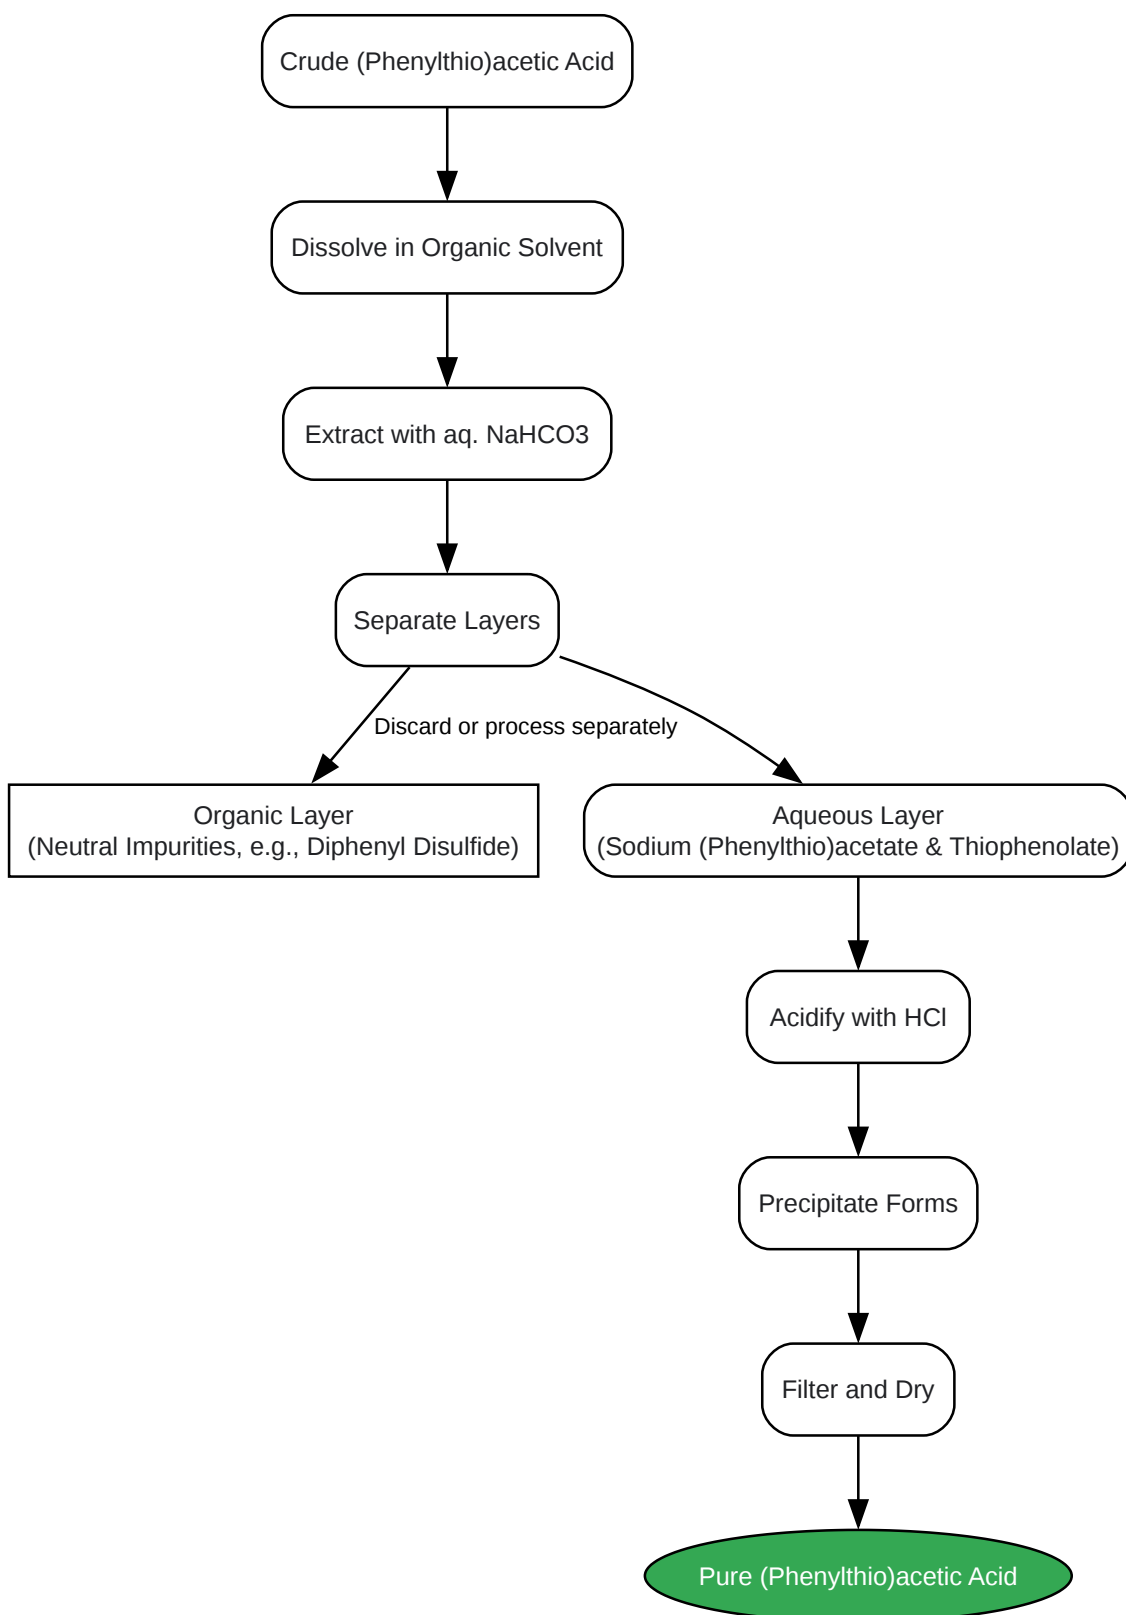 Crude (Phenylthio)acetic Acid
Dissolve in Organic Solvent
Extract with aq. NaHCO3
Separate Layers
Discard or process separately
Organic Layer
(Neutral Impurities, e.g., Diphenyl Disulfide)
Aqueous Layer
(Sodium (Phenylthio)acetate & Thiophenolate)
Acidify with HCl
Precipitate Forms
Filter and Dry
Pure (Phenylthio)acetic Acid